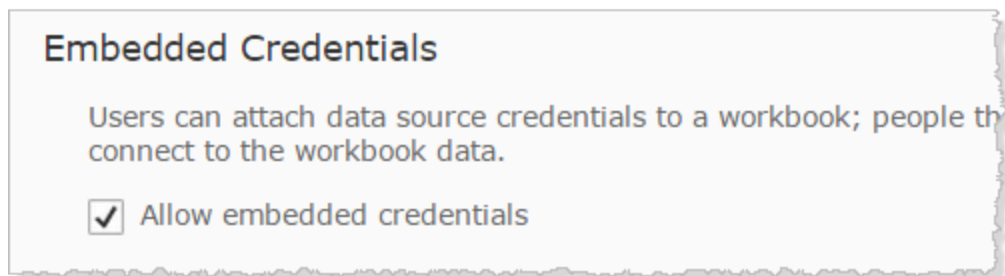 Embedded Credentials
Users can attach data source credentials to a workbook; people
connect to the workbook data.
Allow embedded credentials